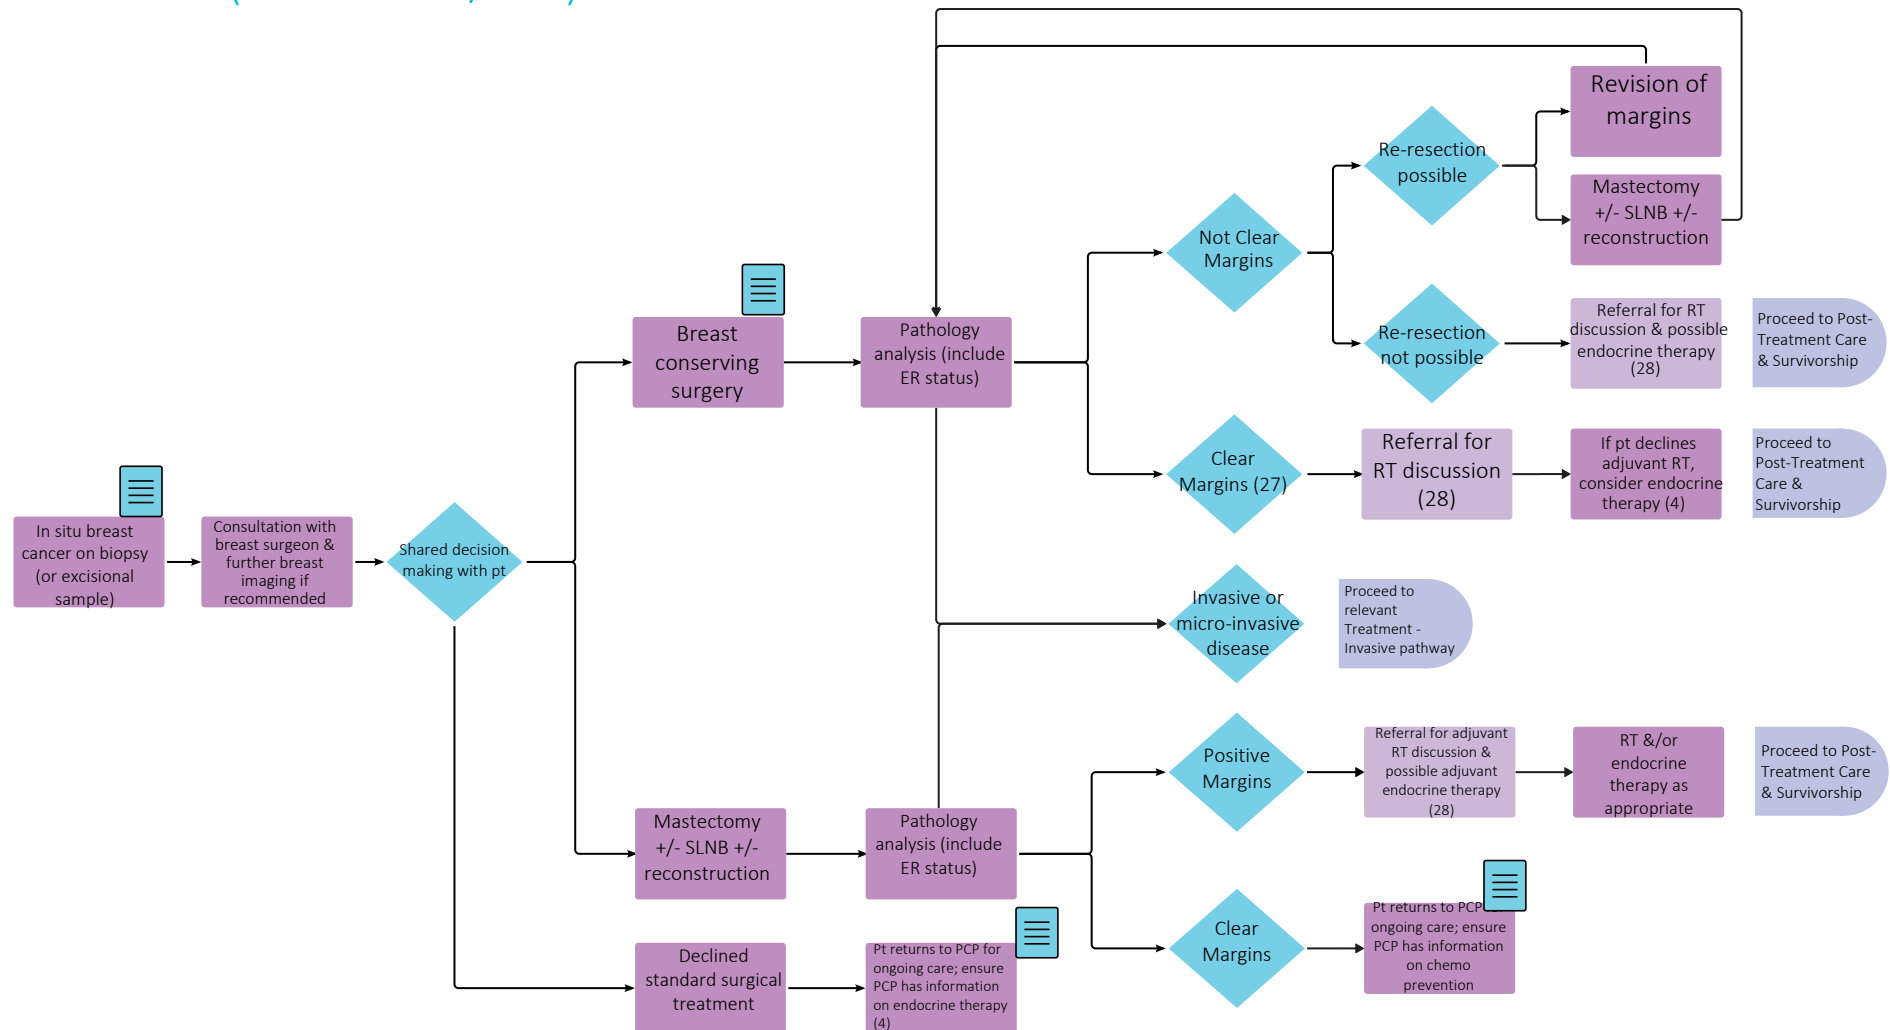 Revision of
margins
Re-resection
possible
Mastectomy
+/- SLNB +/-
reconstruction
Not Clear
Margins
Breast
conserving
surgery
Pathology
analysis (include
ER status)
Re-resection
not possible
Referral for RT
discussion & possible
endocrine therapy
(28)
Proceed to Post-
Treatment Care
& Survivorship
Clear
Margins (27)
Referral for
RT discussion
(28)
If pt declines
adjuvant RT,
consider endocrine
therapy (4)
Proceed to
Post-Treatment
Care &
Survivorship
In situ breast
cancer on biopsy
(or excisional
sample)
Consultation with
breast surgeon &
further breast
imaging if
recommended
Shared decision
making with pt
Invasive or
micro-invasive
disease
Proceed to
relevant
Treatment -
Invasive pathway
Positive
Margins
Referral for adjuvant
RT discussion &
possible adjuvant
endocrine therapy
(28)
RT &/or
endocrine
therapy as
appropriate
Proceed to Post-
Treatment Care
& Survivorship
Mastectomy
+/- SLNB +/-
reconstruction
Pathology
analysis (include
ER status)
Clear
Margins
Pt returns to PCP
ongoing care; ensure
PCP has information
on chemo
prevention
Declined
standard surgical
treatment
Pt returns to PCP for
ongoing care; ensure
PCP has information
on endocrine therapy
(4)